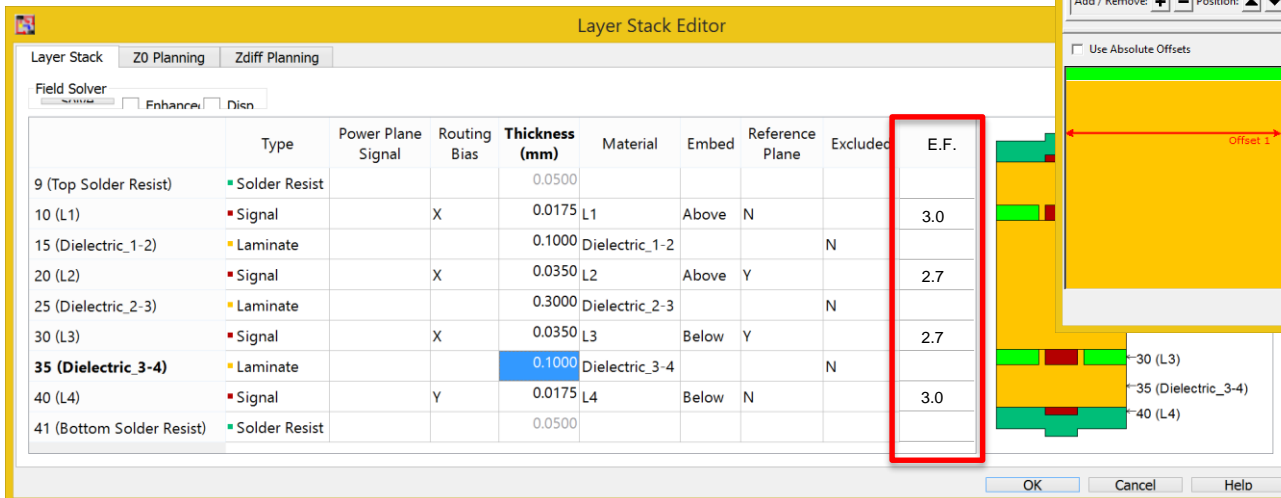 Add / Remove: Position:
Layer Stack Editor
Use Absolute Offsets
Layer Stack Z0 Planning Zdiff Planning
Field Solver
Offset 1
Type Power Plane Signal Routing Bias Thickness (mm) Material Embed Reference Plane Excluded E.F.
9 (Top Solder Resist) Solder Resist 0.0500
10 (L1) Signal X 0.0175 L1 Above N 3.0
15 (Dielectric_1-2) Laminate 0.1000 Dielectric_1-2 N
20 (L2) Signal X 0.0350 L2 Above Y 2.7
25 (Dielectric_2-3) Laminate 0.3000 Dielectric_2-3 N
30 (L3) Signal X 0.0350 L3 Below Y 2.7
30 (L3)
35 (Dielectric_3-4) Laminate 0.1000 Dielectric_3-4 N
35 (Dielectric_3-4)
40 (L4) Signal Y 0.0175 L4 Below N 3.0
40 (L4)
41 (Bottom Solder Resist) Solder Resist 0.0500
OK Cancel Help